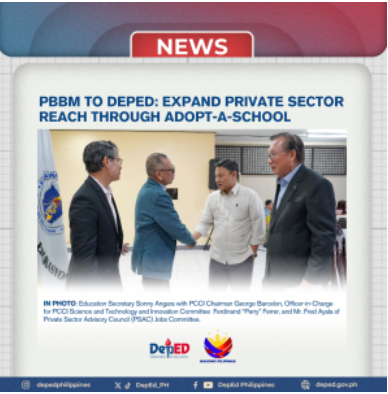 NEWS
PBBM TO DEPED: EXPAND PRIVATE SECTOR
REACH THROUGH ADOPT-A-SCHOOL
IN PHOTO: Education Secretary Sonny Angara with PCCI Chairman George Barcelon, Officer-in-Charge
for PCCI Science and Technology and Innovation Committee Ferdinand "Perry" Ferrer, and Mr. Fred Ayala of
Private Sector Advisory Council (PSAC) Jobs Committee.
DepED
BAGONG PILIPINAS
depedphilippines
DepEd_PH
DepEd Philippines
deped.gov.ph